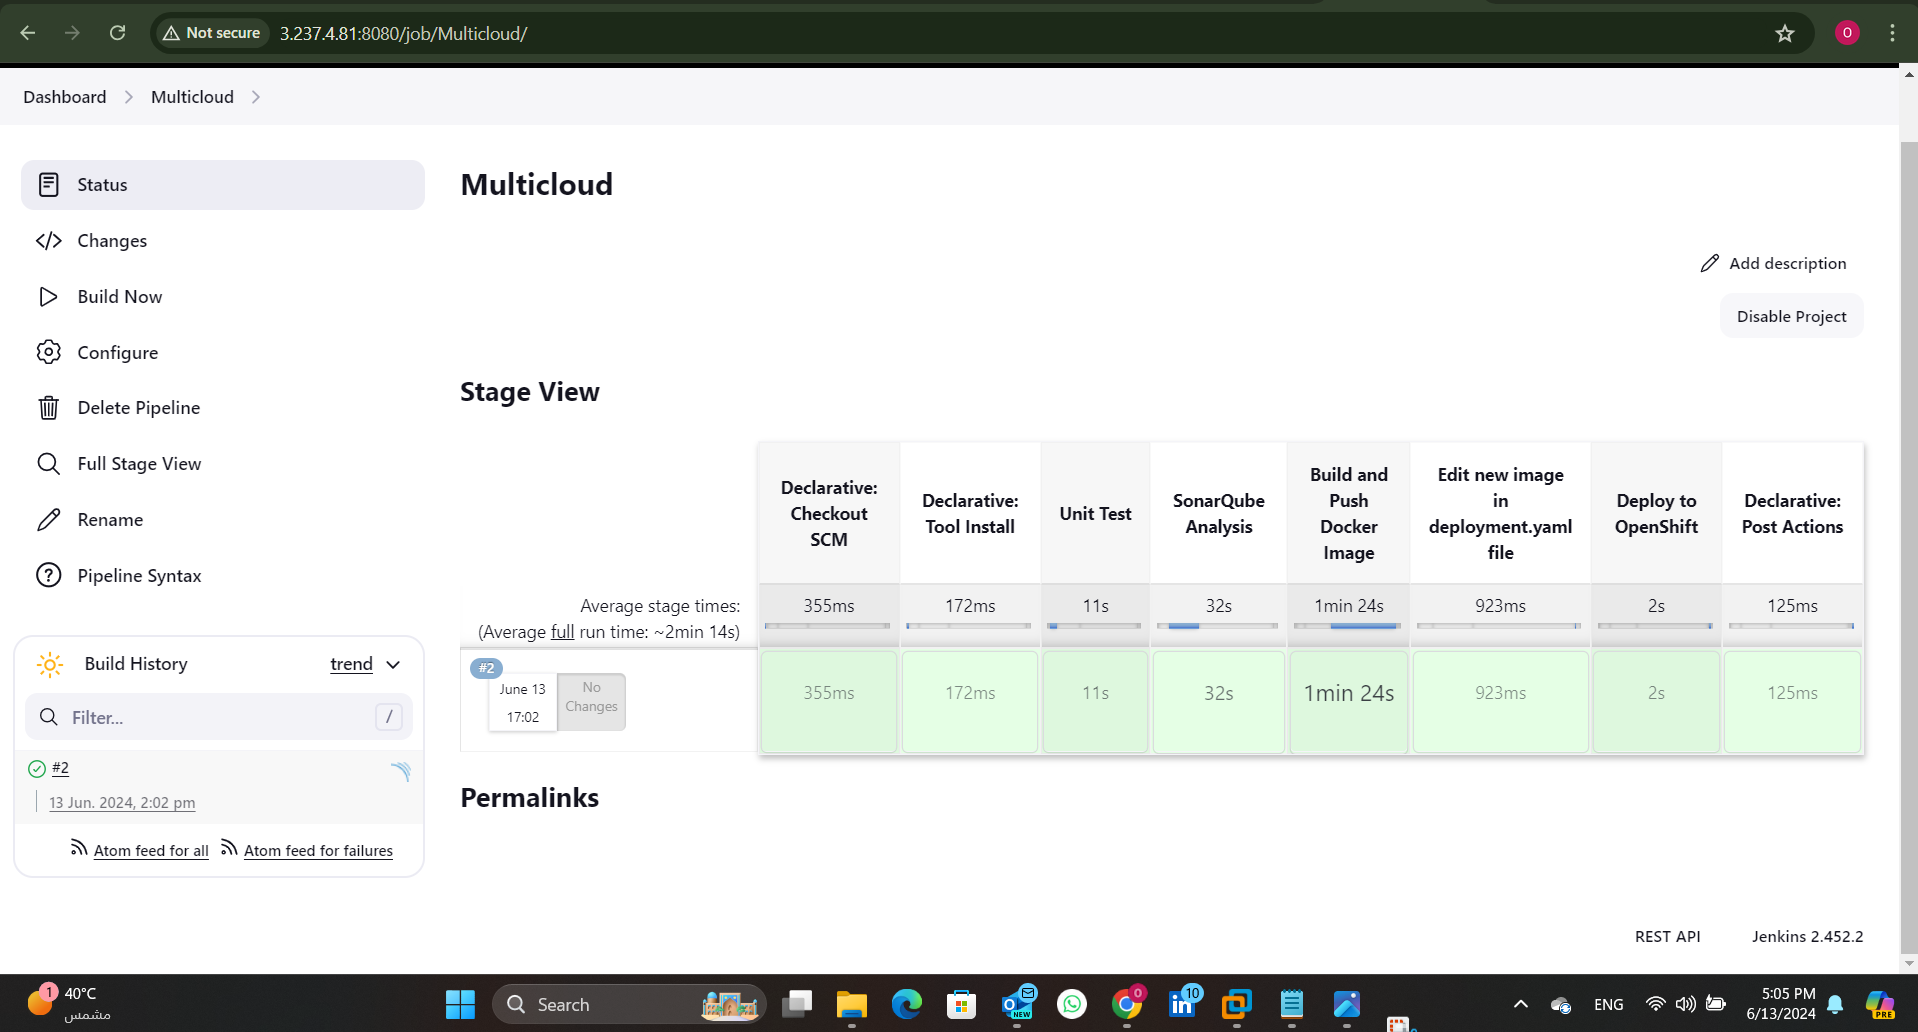 Not secure
3.237.4.81:8080/job/Multicloud/
O
Dashboard
Multicloud
Status
Changes
Build Now
Configure
Delete Pipeline
Full Stage View
Rename
Pipeline Syntax
Build History
trend
Filter...
/
#2
13 Jun. 2024, 2:02 pm
Atom feed for all
Atom feed for failures
Multicloud
Add description
Disable Project
Stage View
Declarative:
Checkout
SCM
Declarative:
Tool Install
Unit Test
SonarQube
Analysis
Build and
Push
Docker
Image
Edit new image
in
deployment.yaml
file
Deploy to
OpenShift
Declarative:
Post Actions
Average stage times:
(Average full run time: ~2min 14s)
355ms
172ms
11s
32s
1min 24s
923ms
2s
125ms
#2
June 13
17:02
No
Changes
355ms
172ms
11s
32s
1min 24s
923ms
2s
125ms
Permalinks
REST API
Jenkins 2.452.2
1
40°C
مشمس
Search
NEW
0
10
ENG
5:05 PM
6/13/2024
PRE